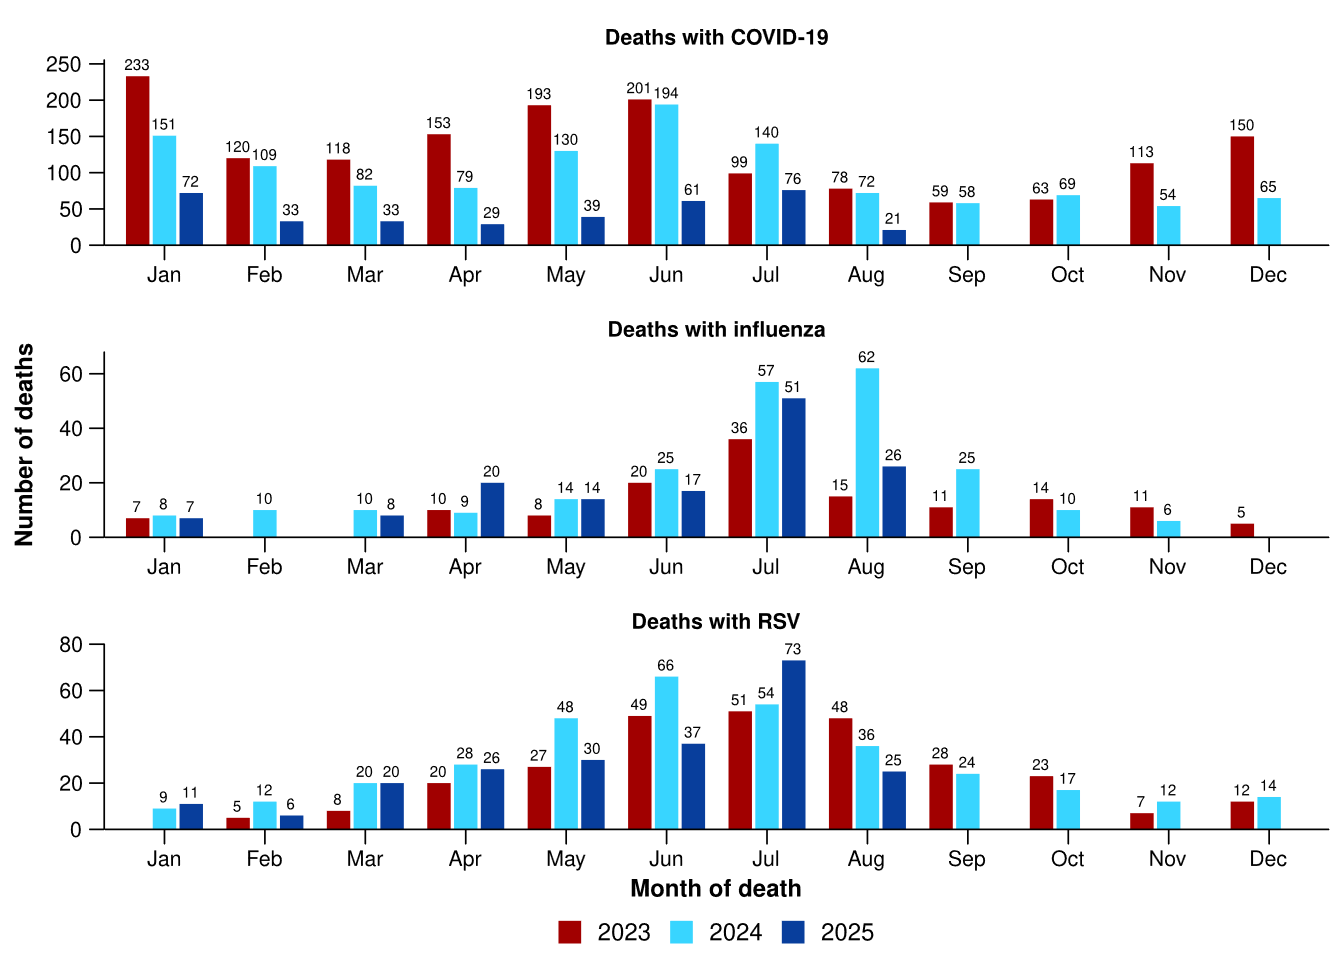 Deaths with COVID-19
250
200
150
100
50
0
233 151 72 120 109 33 118 82 33 153 79 29 193 130 39 201 194 61 99 140 76 78 72 21 59 58 63 69 113 54 150 65
Jan Feb Mar Apr May Jun Jul Aug Sep Oct Nov Dec
Number of deaths
Deaths with influenza
60
40
20
0
7 8 7 10 10 8 10 9 20 8 14 14 20 25 17 36 57 51 15 62 26 11 25 14 10 11 6 5
Jan Feb Mar Apr May Jun Jul Aug Sep Oct Nov Dec
Deaths with RSV
80
60
40
20
0
9 11 5 12 6 8 20 20 20 28 26 27 48 30 49 66 37 51 54 73 48 36 25 28 24 23 17 7 12 12 14
Jan Feb Mar Apr May Jun Jul Aug Sep Oct Nov Dec
Month of death
2023 2024 2025